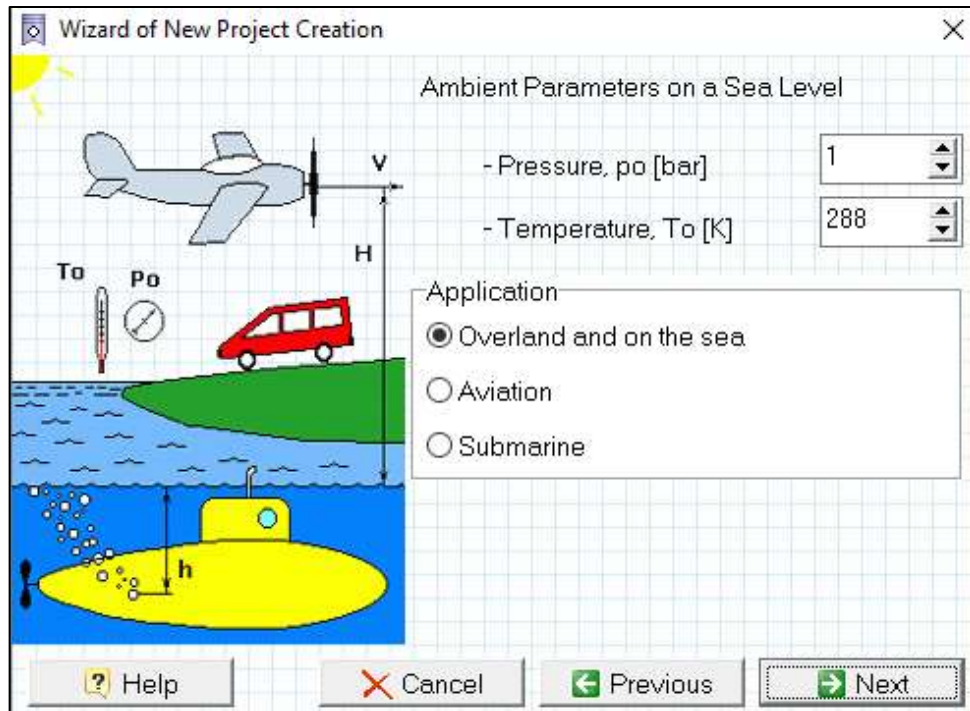 Wizard of New Project Creation
Ambient Parameters on a Sea Level
- Pressure, po [bar]
1
- Temperature, To [K]
288
V
H
To
Po
Application
Overland and on the sea
Aviation
Submarine
h
? Help
Cancel
Previous
Next